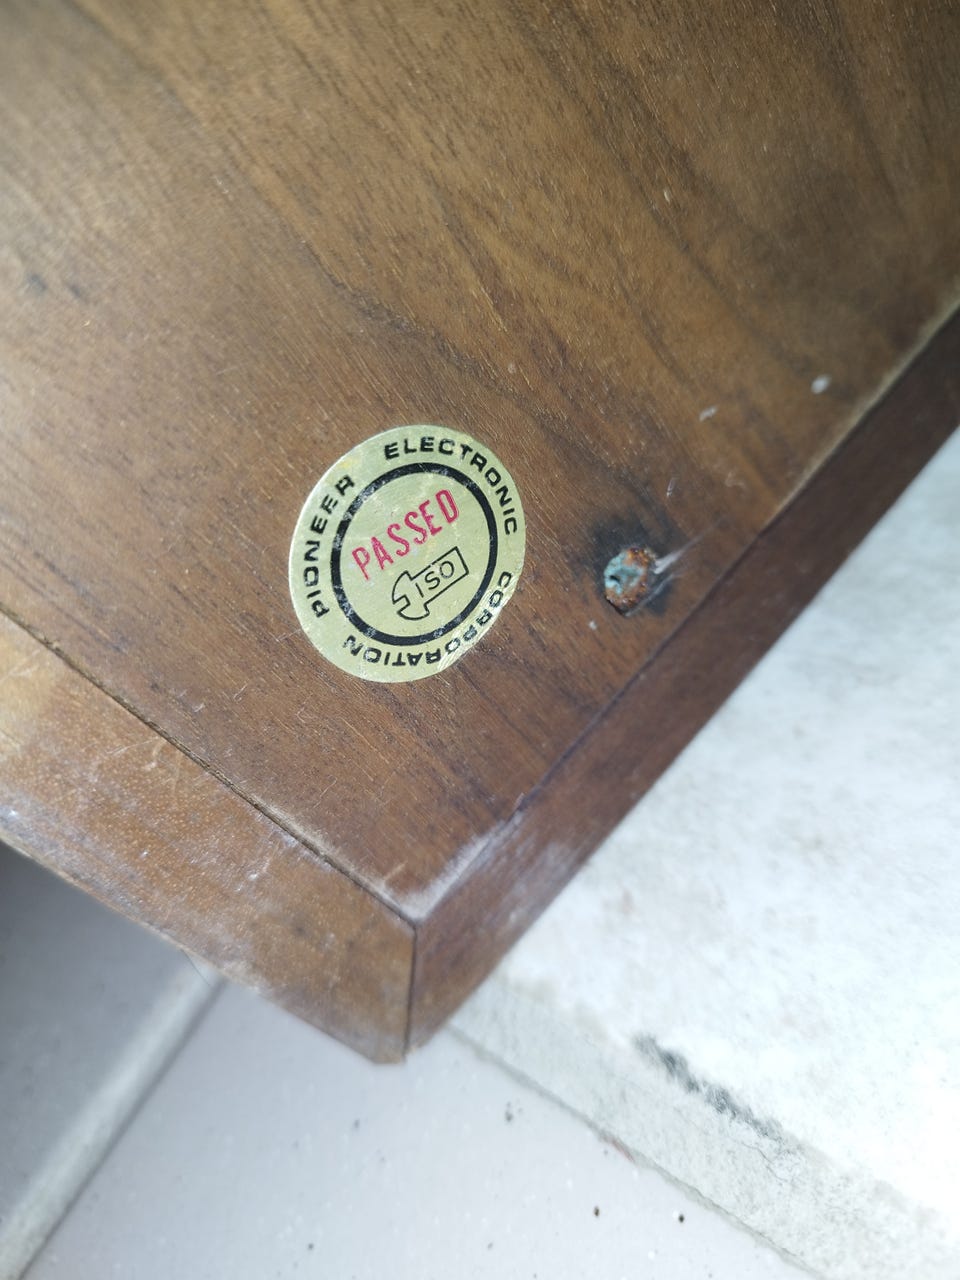 PIONEER ELECTRONIC CORPORATION
PASSED
ISO